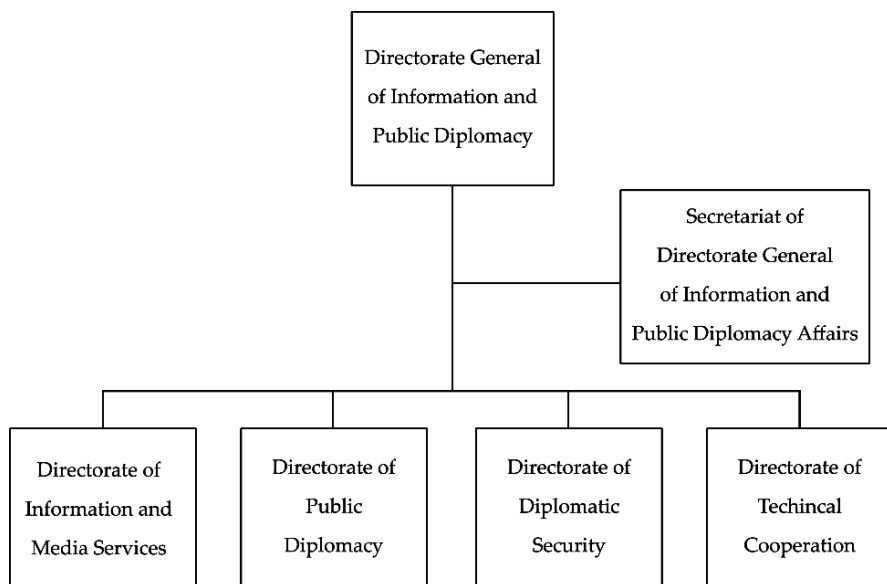 Directorate General
of Information and
Public Diplomacy
Secretariat of
Directorate General
of Information and
Public Diplomacy Affairs
Directorate of
Information and
Media Services
Directorate of
Public
Diplomacy
Directorate of
Diplomatic
Security
Directorate of
Techincal
Cooperation